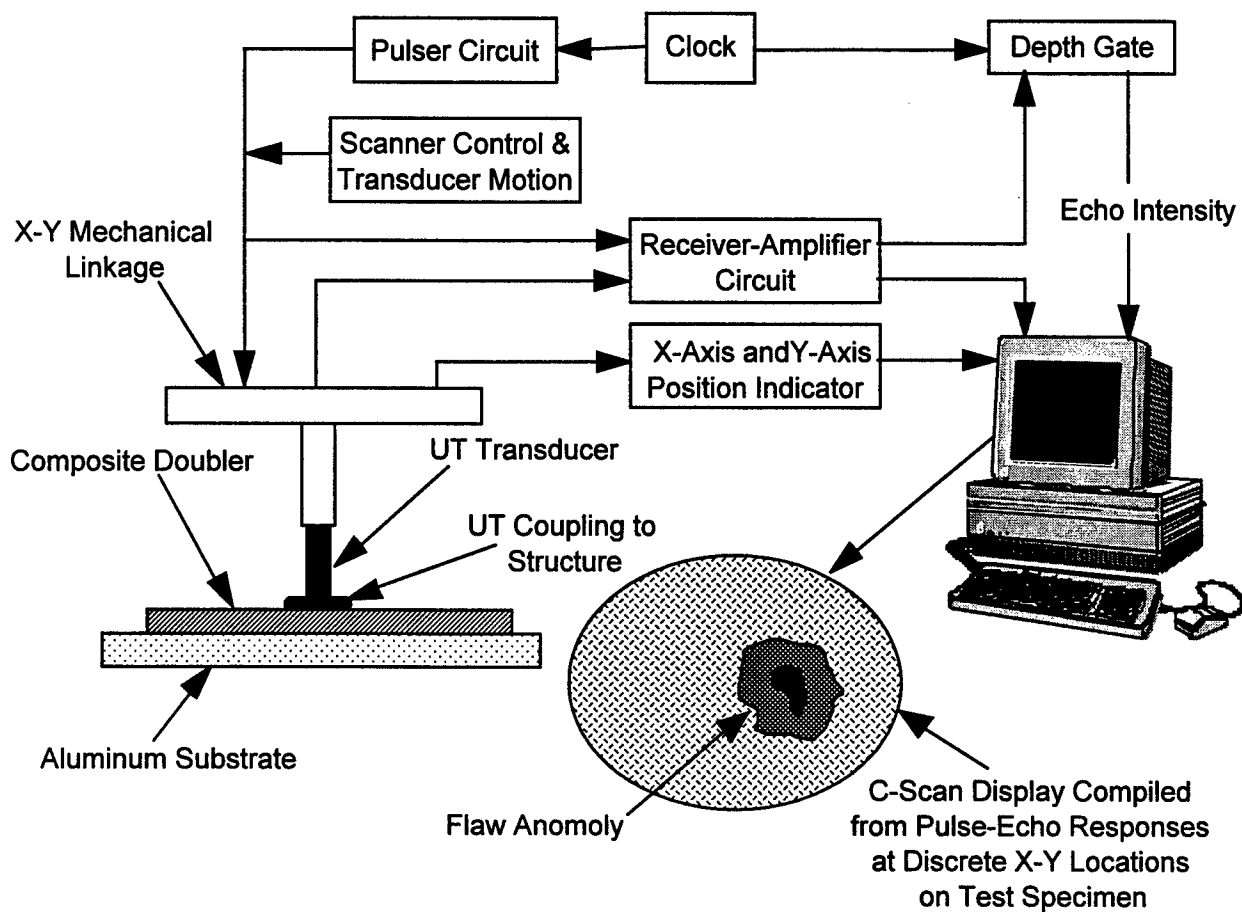 Pulser Circuit
Clock
Depth Gate
Scanner Control &
Transducer Motion
Echo Intensity
X-Y Mechanical
Linkage
Receiver-Amplifier
Circuit
X-Axis andY-Axis
Position Indicator
Composite Doubler
UT Transducer
UT Coupling to
Structure
Aluminum Substrate
Flaw Anomoly
C-Scan Display Compiled
from Pulse-Echo Responses
at Discrete X-Y Locations
on Test Specimen